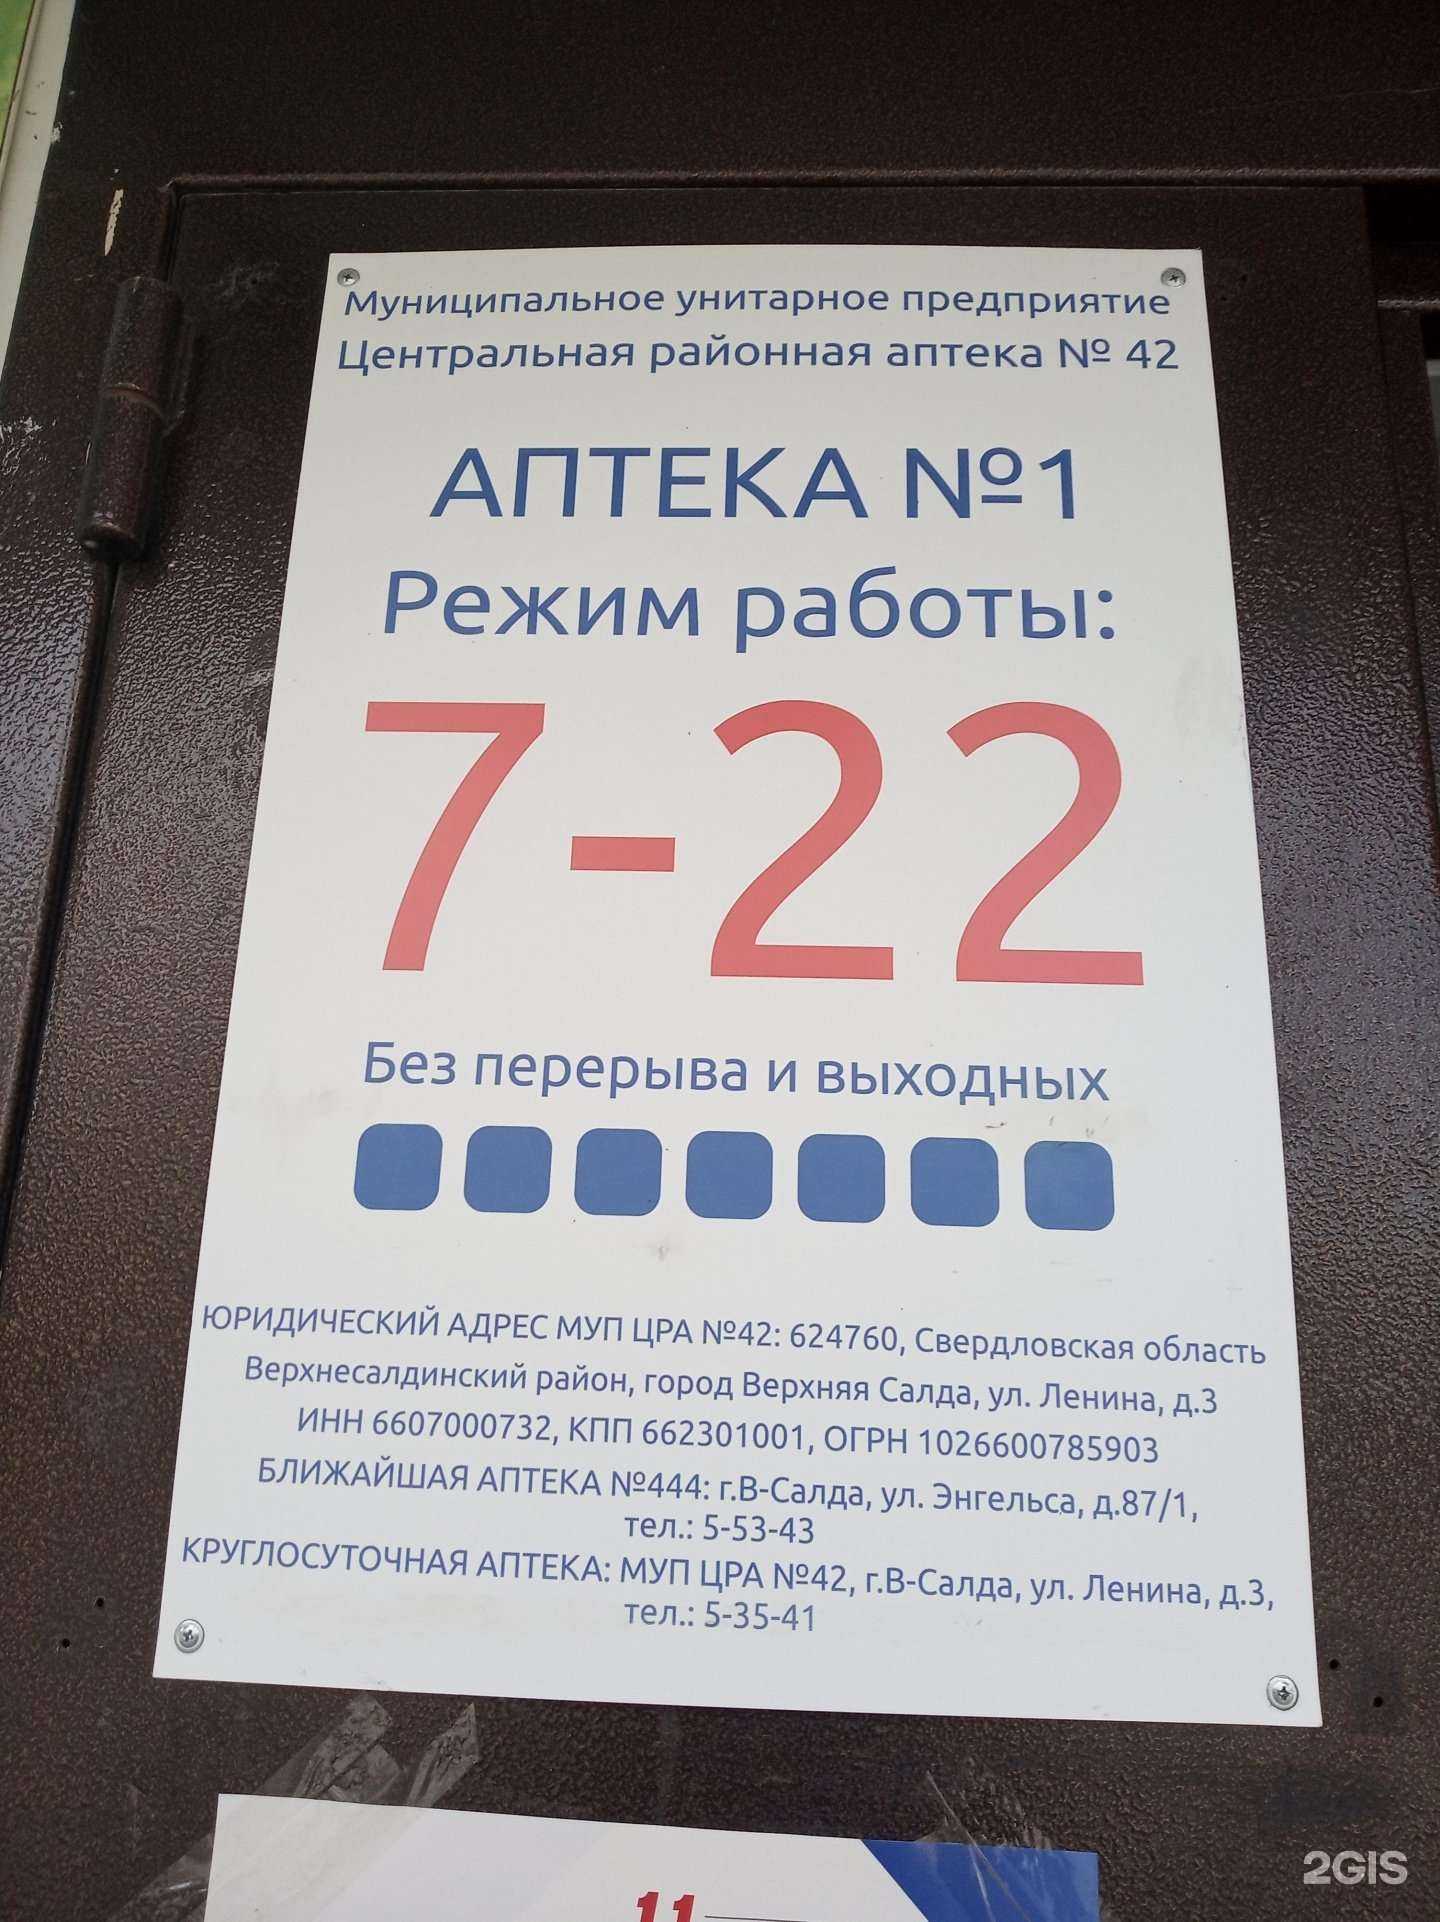 Муниципальное унитарное предприятие
Центральная районная аптека № 42
АПТЕКА №1
Режим работы:
7-22
Без перерыва и выходных
ЮРИДИЧЕСКИЙ АДРЕС МУП ЦРА №42: 624760, Свердловская область
Верхнесалдинский район, город Верхняя Салда, ул. Ленина, д.3
ИНН 6607000732, КПП 662301001, ОГРН 1026600785903
БЛИЖАЙШАЯ АПТЕКА №444: г.В-Салда, ул. Энгельса, д.87/1,
тел.: 5-53-43
КРУГЛОСУТОЧНАЯ АПТЕКА: МУП ЦРА №42, г.В-Салда, ул. Ленина, д.3,
тел.: 5-35-41
11
2GIS